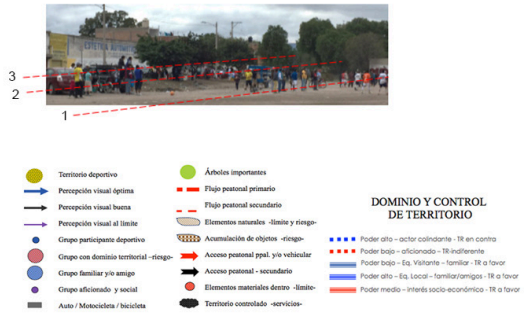 ESTETICA AUTOMOTRIZ
3
2
1
Territorio deportivo
Percepción visual óptima
Percepción visual buena
Percepción visual al límite
Grupo participante deportivo
Grupo con dominio territorial -riesgo-
Grupo familiar y/o amigo
Grupo aficionado y social
Auto / Motocicleta / bicicleta
Árboles importantes
Flujo peatonal primario
Flujo peatonal secundario
Elementos naturales -límite y riesgo-
Acumulación de objetos -riesgo-
Acceso peatonal ppal. y/o vehicular
Acceso peatonal - secundario
Elementos materiales dentro -límite-
Territorio controlado -servicios-
DOMINIO Y CONTROL
DE TERRITORIO
Poder alto – actor colindante - TR en contra
Poder bajo – aficionado – TR-indiferente
Poder bajo – Eq. Visitante – familiar - TR a favor
Poder alto – Eq. Local – familiar/amigos - TR a favor
Poder medio – interés socio-económico - TR a favor